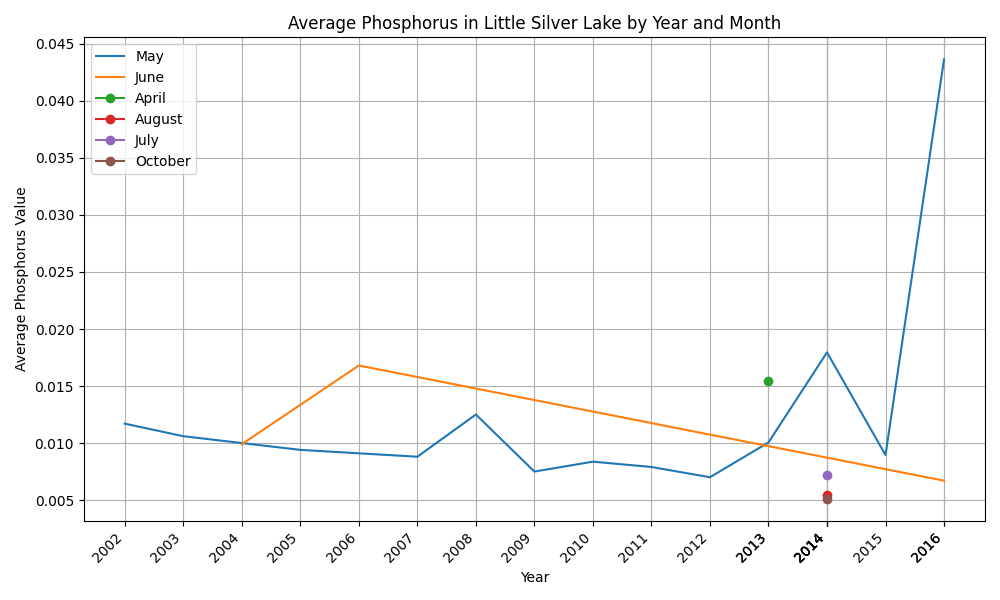 Average Phosphorus in Little Silver Lake by Year and Month
May
June
April
August
July
October
0.045
0.040
0.035
0.030
0.025
0.020
0.015
0.010
0.005
Average Phosphorus Value
2002 2003 2004 2005 2006 2007 2008 2009 2010 2011 2012 2013 2014 2015 2016
Year